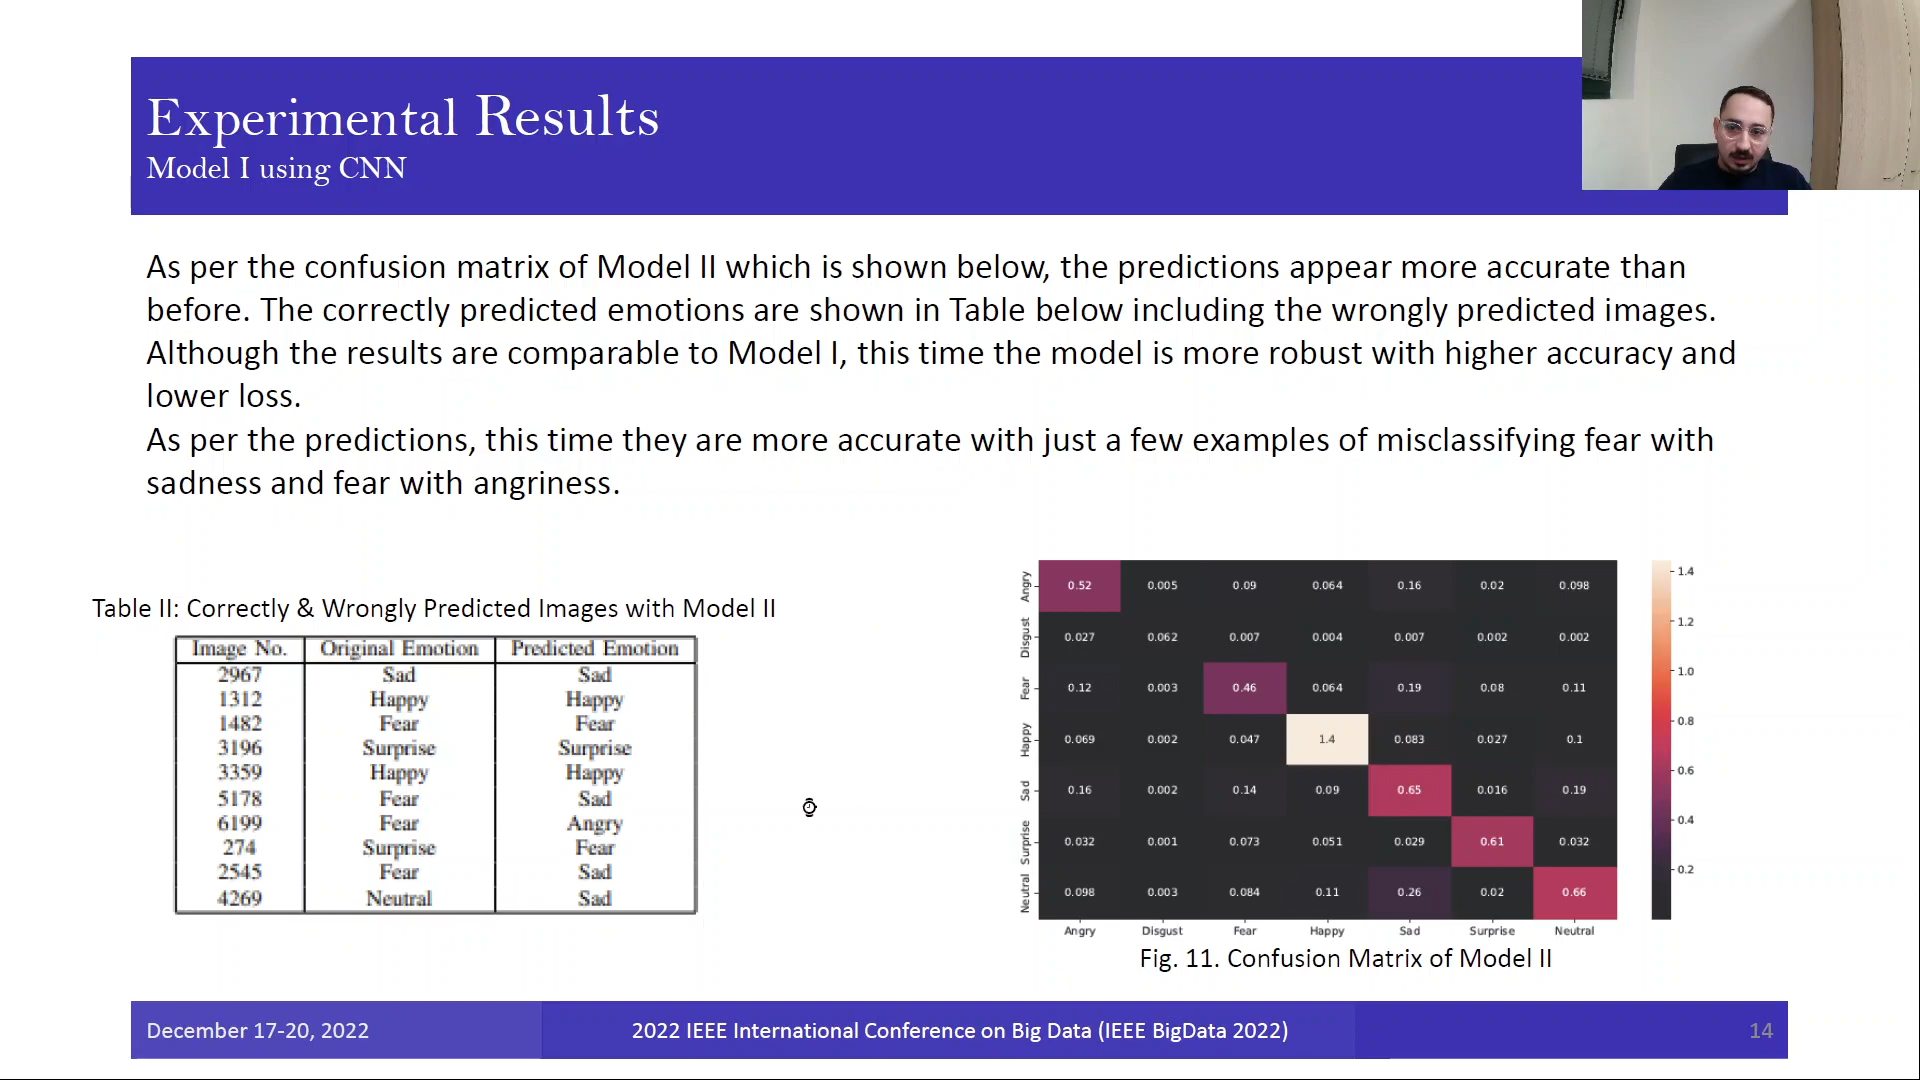 Experimental Results
Model I using CNN
As per the confusion matrix of Model II which is shown below, the predictions appear more accurate than
before. The correctly predicted emotions are shown in Table below including the wrongly predicted images.
Although the results are comparable to Model I, this time the model is more robust with higher accuracy and
lower loss.
As per the predictions, this time they are more accurate with just a few examples of misclassifying fear with
sadness and fear with angriness.
Table II: Correctly & Wrongly Predicted Images with Model II
Image No. Original Emotion Predicted Emotion
2967 Sad Sad
1312 Happy Happy
1482 Fear Fear
3196 Surprise Surprise
3359 Happy Happy
5178 Fear Sad
6199 Fear Angry
274 Surprise Fear
2545 Fear Sad
4269 Neutral Sad
Angry 0.52 0.005 0.09 0.064 0.16 0.02 0.098
Disgust 0.027 0.062 0.007 0.004 0.007 0.002 0.002
Fear 0.12 0.003 0.46 0.064 0.19 0.08 0.11
Happy 0.069 0.002 0.047 1.4 0.083 0.027 0.1
Sad 0.16 0.002 0.14 0.09 0.65 0.016 0.19
Surprise 0.032 0.001 0.073 0.051 0.029 0.61 0.032
Neutral 0.098 0.003 0.084 0.11 0.26 0.02 0.66
Angry Disgust Fear Happy Sad Surprise Neutral
1.4
1.2
1.0
0.8
0.6
0.4
0.2
Fig. 11. Confusion Matrix of Model II
December 17-20, 2022
2022 IEEE International Conference on Big Data (IEEE BigData 2022)
14